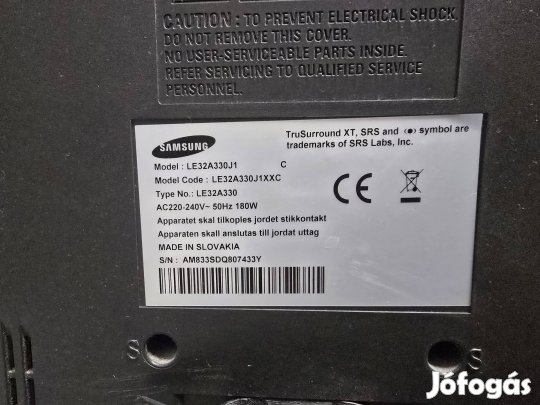 CAUTION : TO PREVENT ELECTRICAL SHOCK,
DO NOT REMOVE THIS COVER.
NO USER-SERVICEABLE PARTS INSIDE.
REFER SERVICING TO QUALIFIED SERVICE
PERSONNEL.
SAMSUNG
TruSurround XT, SRS and (●) symbol are
trademarks of SRS Labs, Inc.
Model : LE32A330J1 C
Model Code : LE32A330J1XXC
Type No.: LE32A330
AC220-240V~ 50Hz 180W
Apparatet skal tilkoples jordet stikkontakt
Apparaten skall anslutas till jordat uttag
MADE IN SLOVAKIA
S/N : AM833SDQ807433Y
CE
S
S
Jófogás